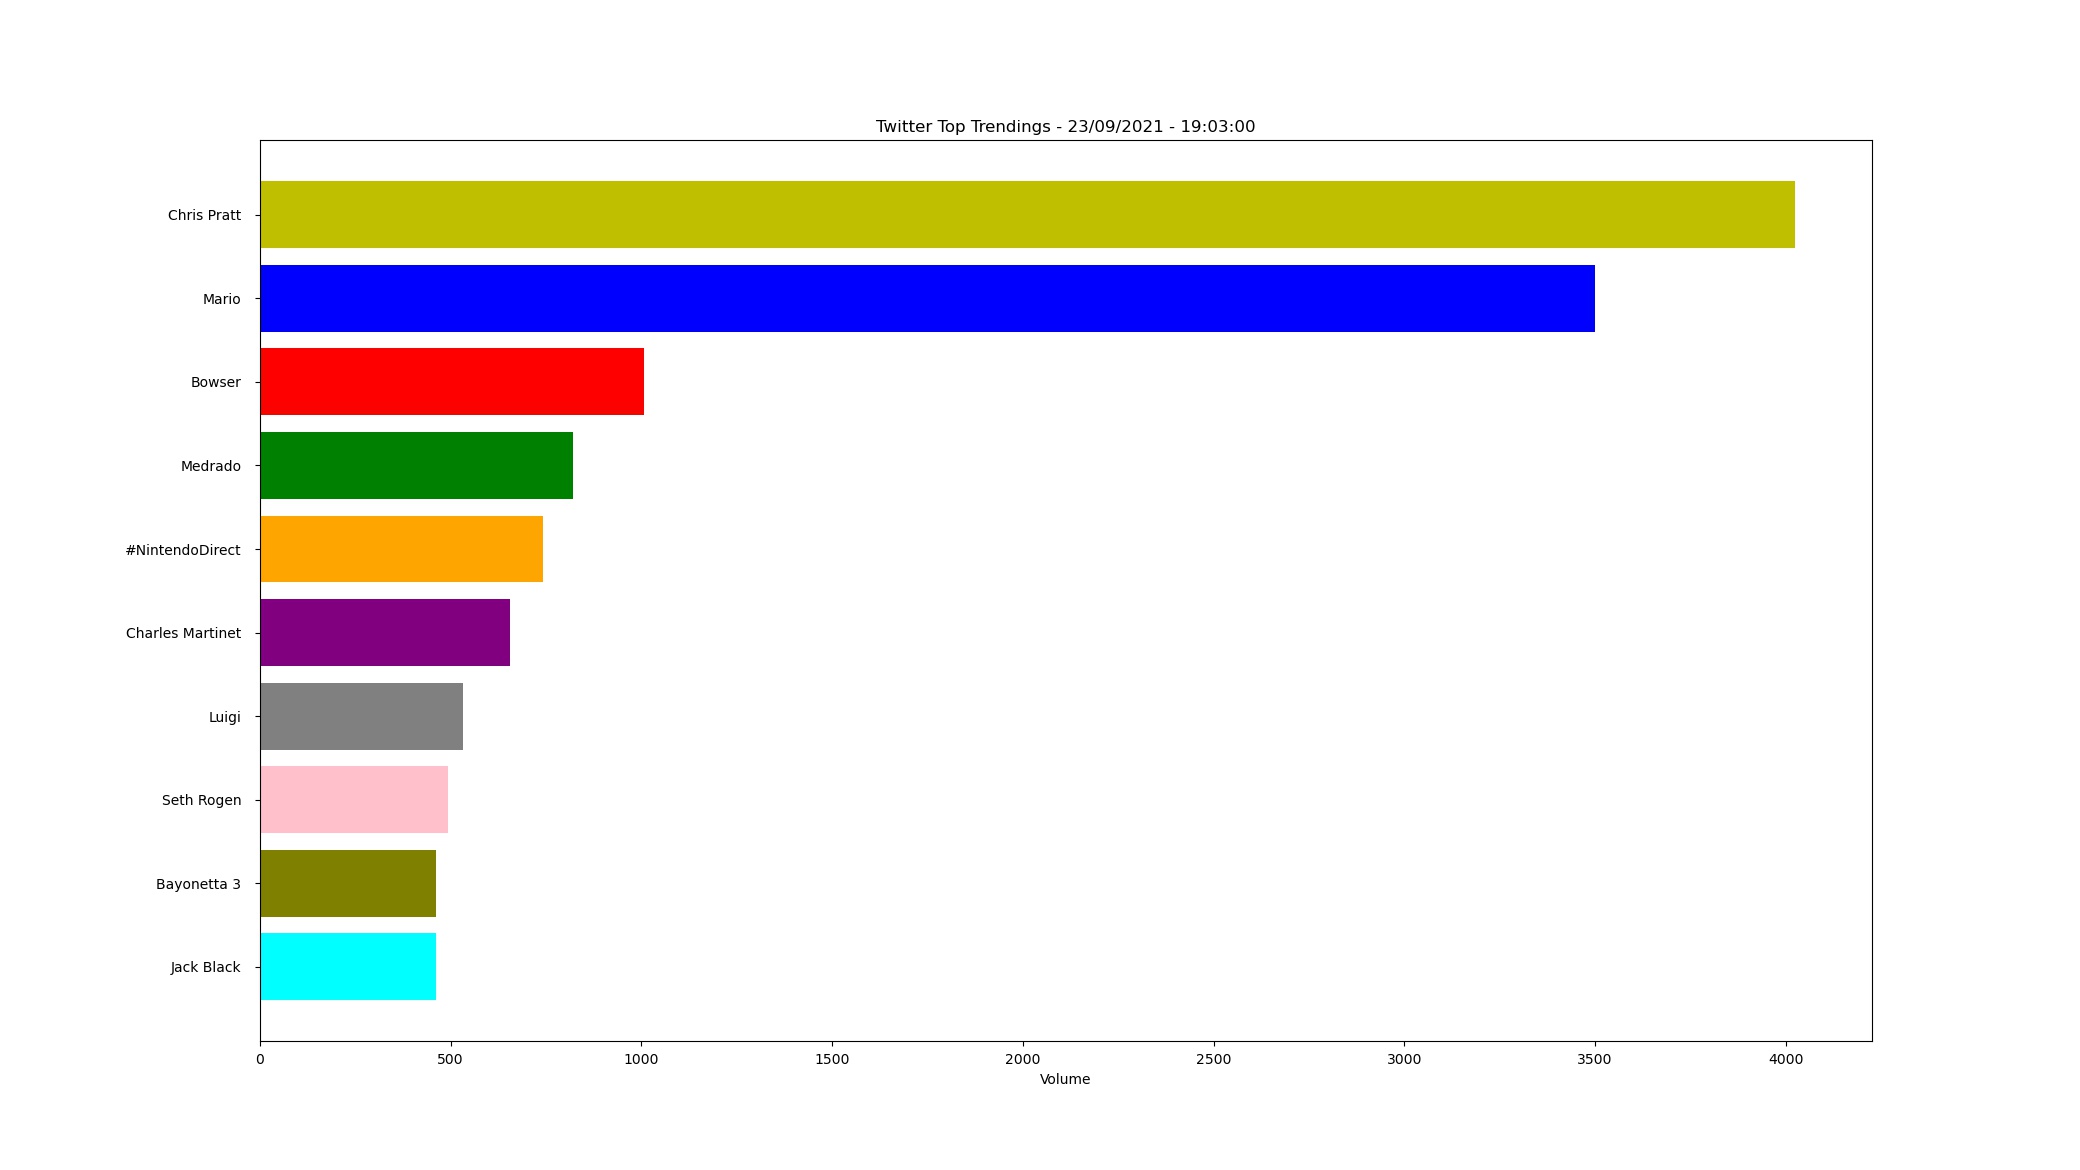 Twitter Top Trendings - 23/09/2021 - 19:03:00
Chris Pratt
Mario
Bowser
Medrado
#NintendoDirect
Charles Martinet
Luigi
Seth Rogen
Bayonetta 3
Jack Black
0 500 1000 1500 2000 2500 3000 3500 4000
Volume